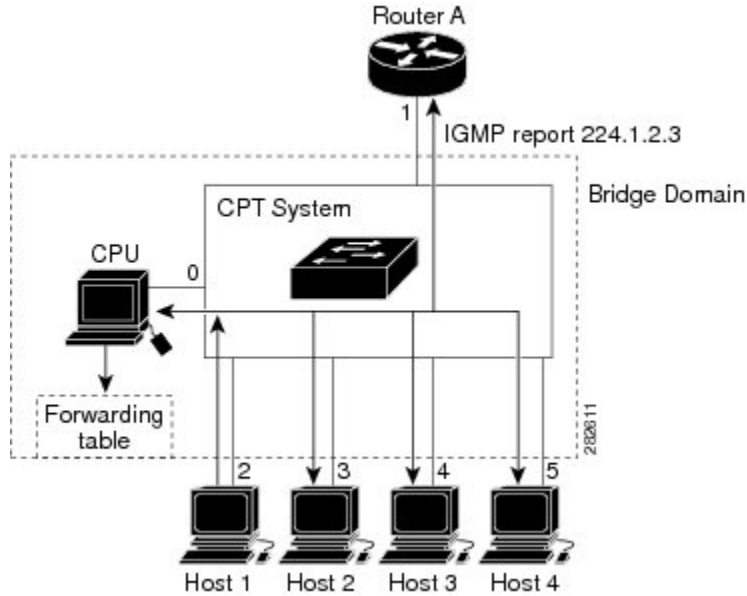 Router A
1
IGMP report 224.1.2.3
Bridge Domain
CPT System
CPU
0
Forwarding
table
282611
2
3
4
5
Host 1
Host 2
Host 3
Host 4